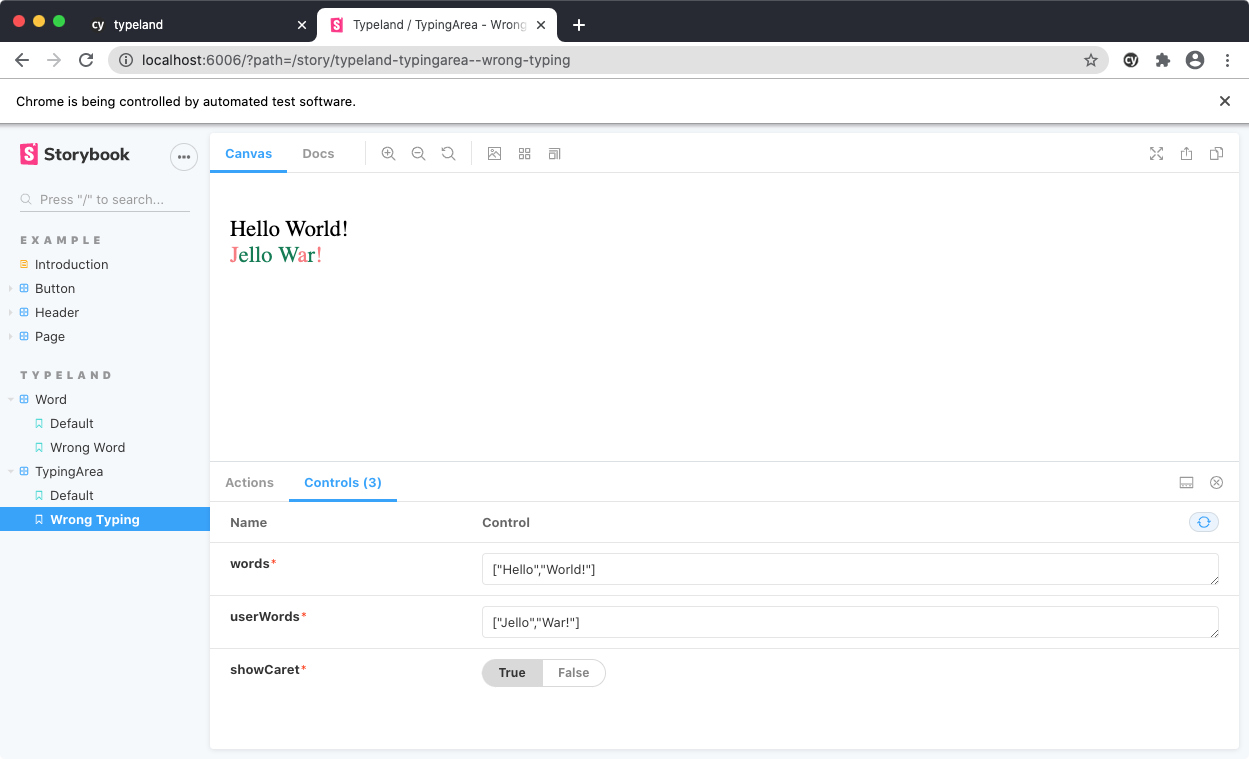 cy typeland
Typeland / TypingArea - Wrong
localhost:6006/?path=/story/typeland-typingarea--wrong-typing
cy
Chrome is being controlled by automated test software.
S Storybook
Canvas Docs
Press "/" to search...
Hello World!
Jello War!
EXAMPLE
Introduction
Button
Header
Page
TYPELAND
Word
Default
Wrong Word
TypingArea
Default
Wrong Typing
Actions Controls (3)
Name Control
words* ["Hello","World!"]
userWords* ["Jello","War!"]
showCaret* True False